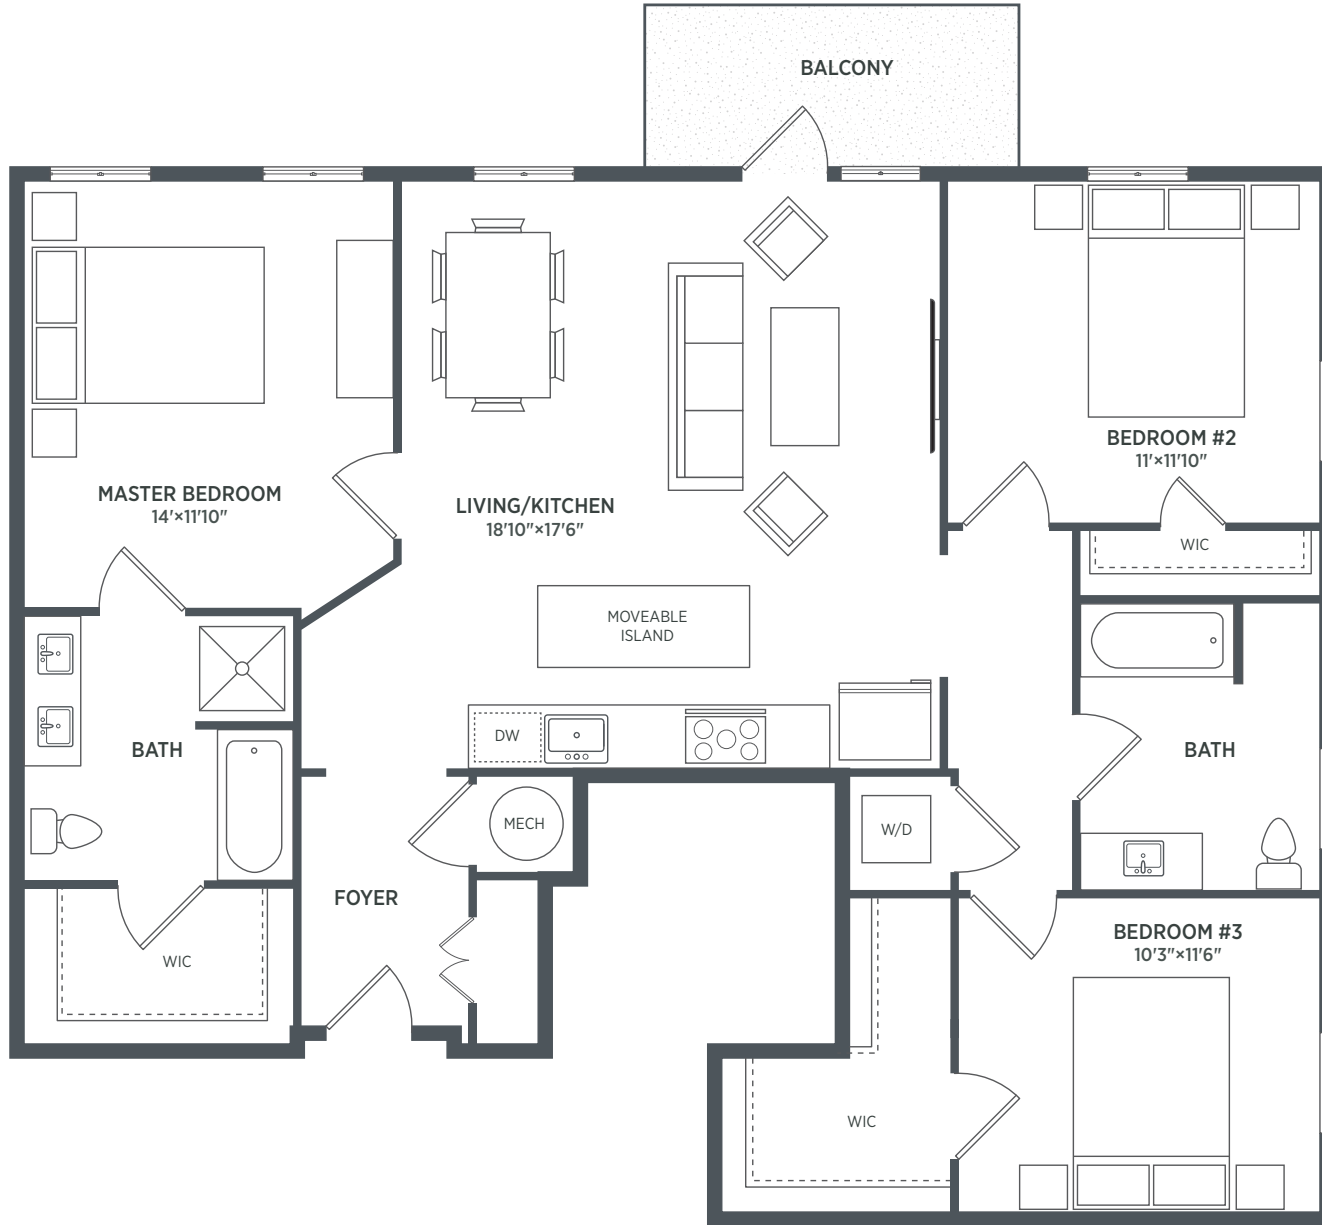 BALCONY
BEDROOM #2
11'×11'10"
MASTER BEDROOM
14'×11'10"
LIVING/KITCHEN
18'10"×17'6"
WIC
MOVEABLE
ISLAND
DW
BATH
BATH
MECH
W/D
FOYER
BEDROOM #3
10'3"×11'6"
WIC
WIC